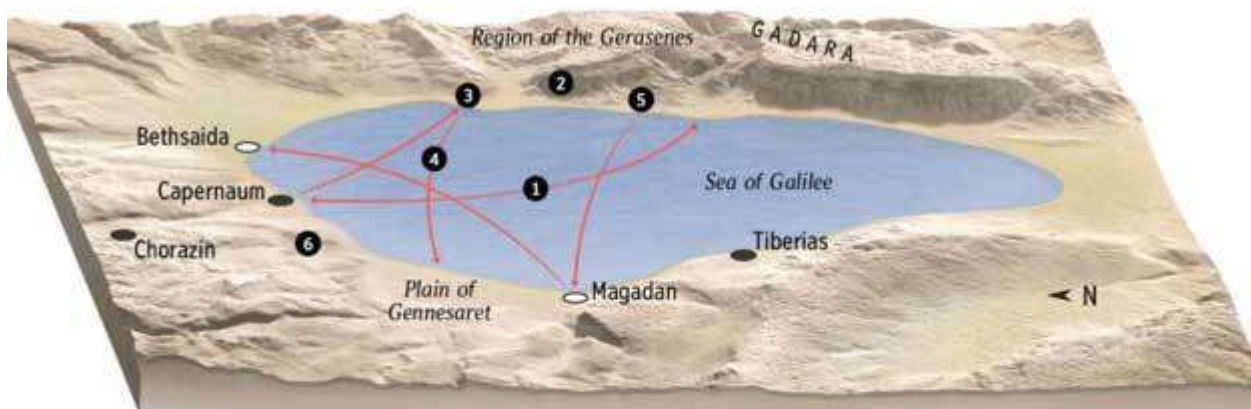 Region of the Gerasenes
GADARA
2
3
5
Bethsaida
4
Capernaum
1
Sea of Galilee
Chorazin
6
Tiberias
Plain of
Gennesaret
Magadan
N